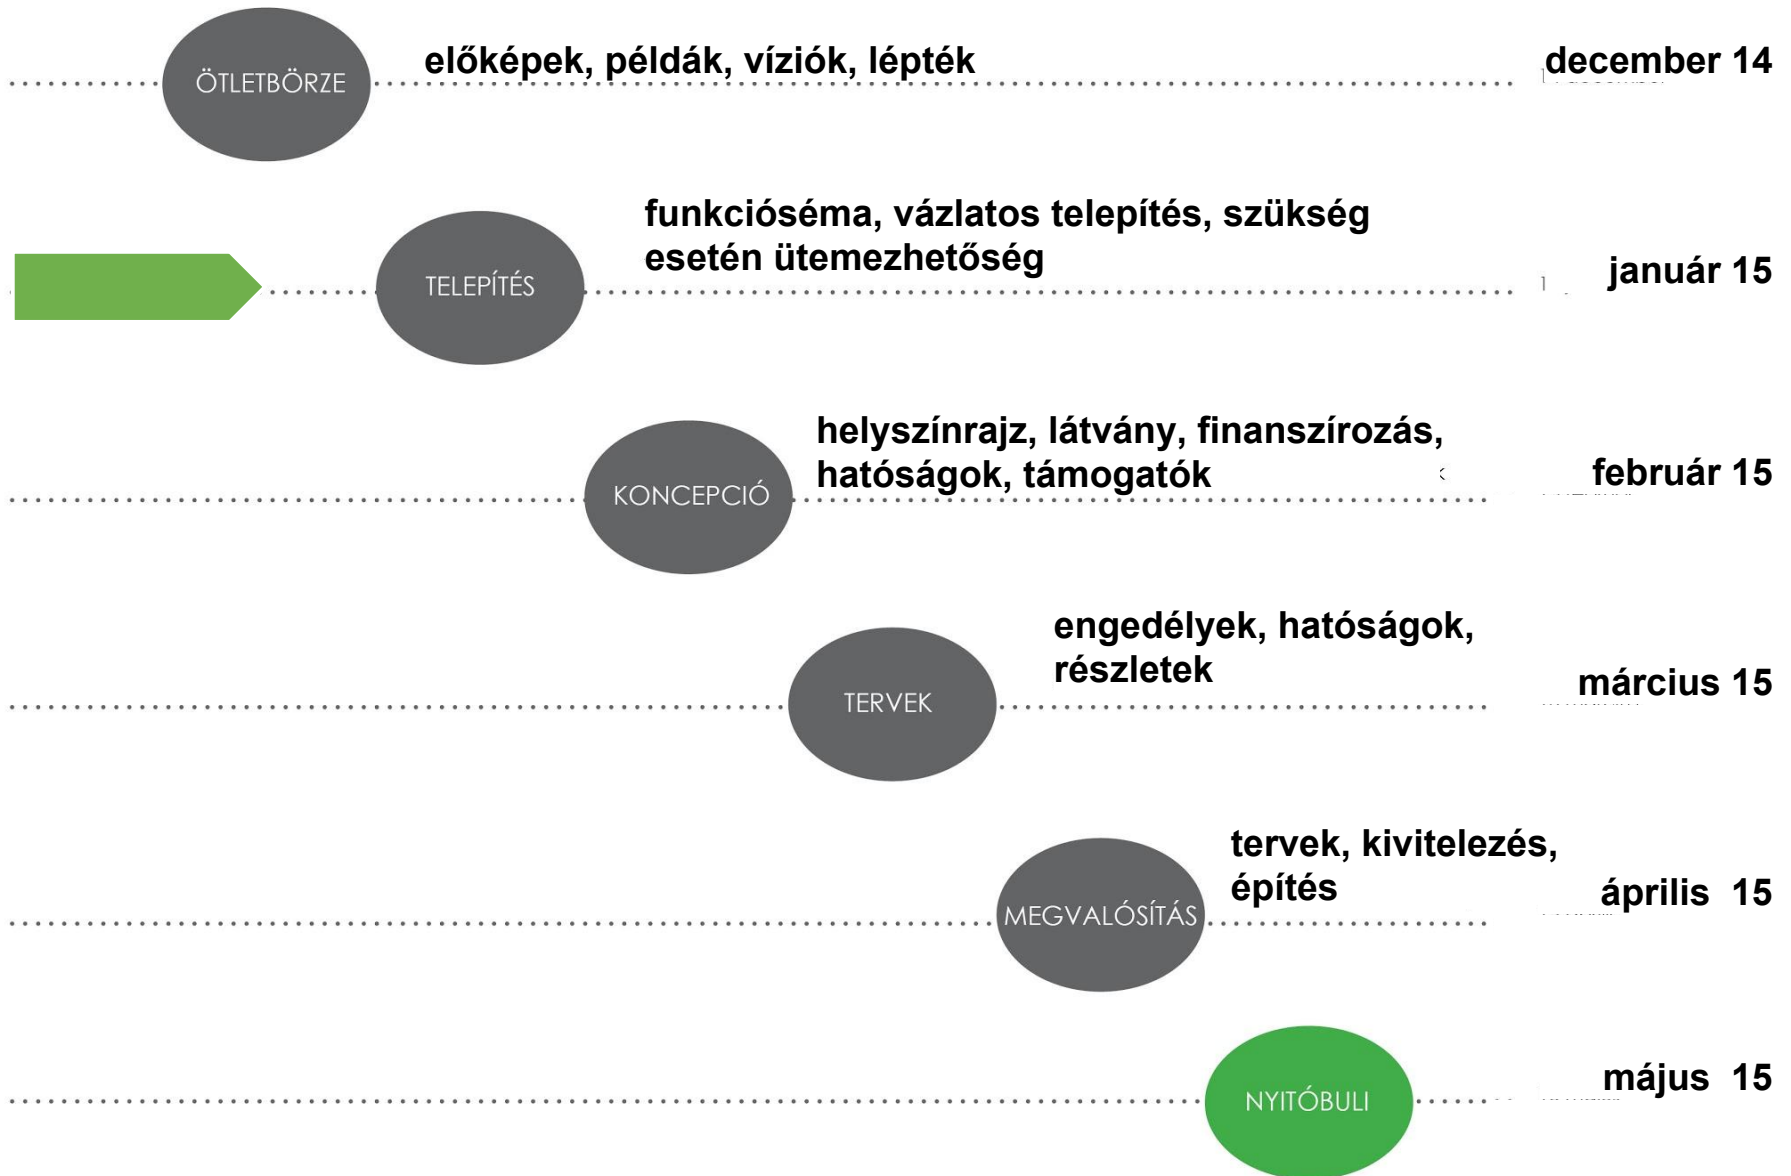 előképek, példák, víziók, lépték
december 14
ÖTLETBÖRZE
funkcióséma, vázlatos telepítés, szükség
esetén ütemezhetőség
január 15
TELEPÍTÉS
helyszínrajz, látvány, finanszírozás,
hatóságok, támogatók
február 15
KONCEPCIÓ
engedélyek, hatóságok,
részletek
március 15
TERVEK
tervek, kivitelezés,
építés
április 15
MEGVALÓSÍTÁS
május 15
NYITÓBULI